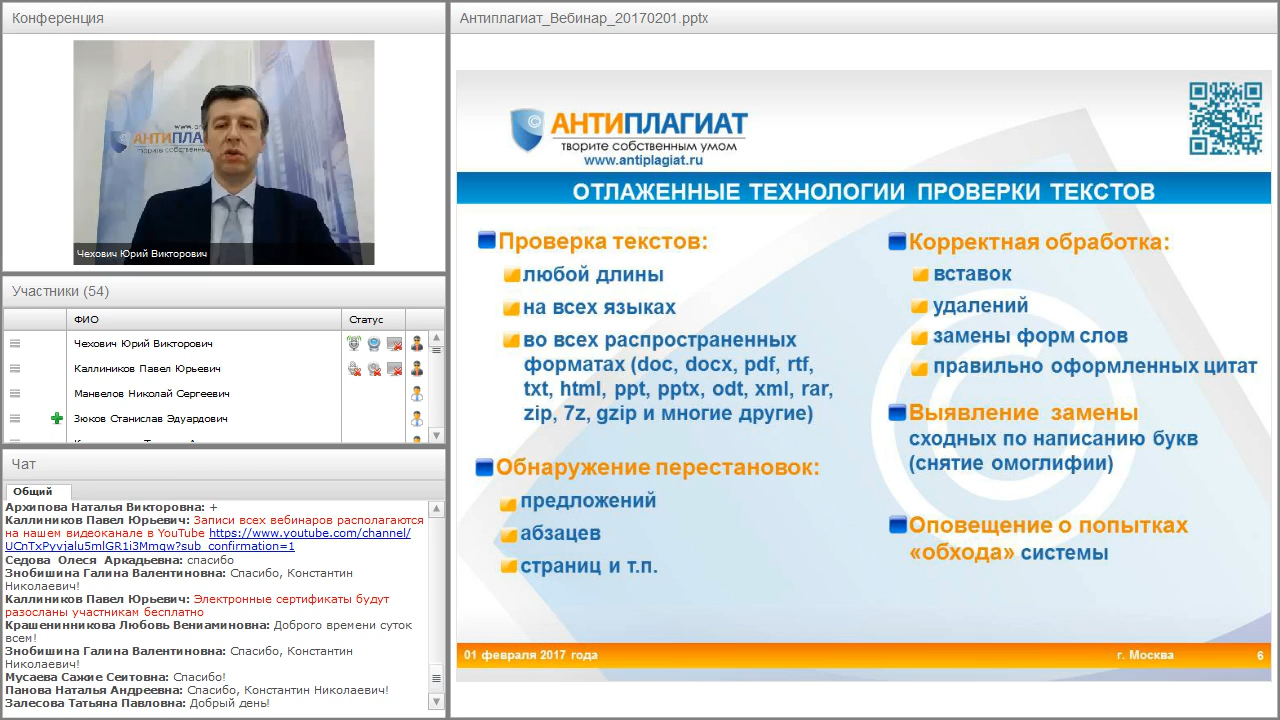 Конференция
www.an
АНТИПЛА
творите собственны
Чехович Юрий Викторович
Участники (54)
ФИО
Статус
Чехович Юрий Викторович
Каллиников Павел Юрьевич
Манвелов Николай Сергеевич
Зюков Станислав Эдуардович
Чат
Общий
Архипова Наталья Викторовна: +
Каллиников Павел Юрьевич: Записи всех вебинаров располагаются
на нашем видеоканале в YouTube https://www.youtube.com/channel/
Седова Олеся Аркадьевна: спасибо
Знобишина Галина Валентиновна: Спасибо, Константин
Николаевич!
Каллиников Павел Юрьевич: Электронные сертификаты будут
разосланы участникам бесплатно
Крашенинникова Любовь Вениаминовна: Доброго времени суток
всем!
Знобишина Галина Валентиновна: Спасибо, Константин
Николаевич!
Мусаева Сажие Сеитовна: Спасибо!
Панова Наталья Андреевна: Спасибо, Константин Николаевич!
Залесова Татьяна Павловна: Добрый день!
Антиплагиат_Вебинар_20170201.pptx
АНТИПЛАГИАТ
творите собственным умом
www.antiplagiat.ru
ОТЛАЖЕННЫЕ ТЕХНОЛОГИИ ПРОВЕРКИ ТЕКСТОВ
Проверка текстов:
любой длины
на всех языках
во всех распространенных
форматах (doc, docx, pdf, rtf,
txt, html, ppt, pptx, odt, xml, rar,
zip, 7z, gzip и многие другие)
Обнаружение перестановок:
предложений
абзацев
страниц и т.п.
Корректная обработка:
вставок
удалений
замены форм слов
правильно оформленных цитат
Выявление замены
сходных по написанию букв
(снятие омоглифии)
Оповещение о попытках
«обхода» системы
01 февраля 2017 года
г. Москва
6